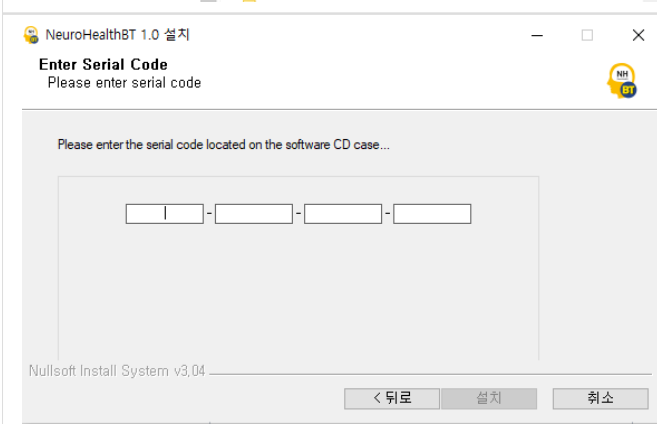 NeuroHealthBT 1.0 설치
Enter Serial Code
Please enter serial code
NH
BT
Please enter the serial code located on the software CD case...
- - -
Nullsoft Install System v3,04
< 뒤로 설치 취소